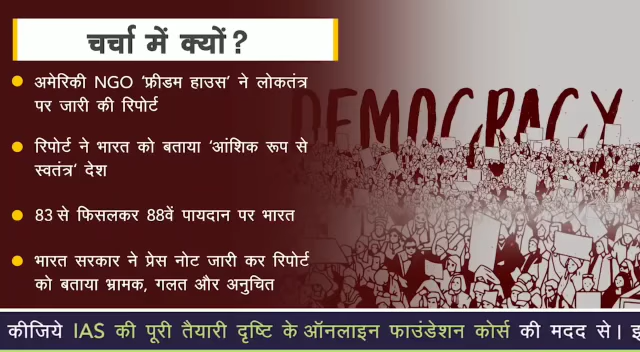 चर्चा में क्यों?
अमेरिकी NGO ‘फ्रीडम हाउस’ ने लोकतंत्र
पर जारी की रिपोर्ट
रिपोर्ट ने भारत को बताया ‘आंशिक रूप से
स्वतंत्र’ देश
83 से फिसलकर 88वें पायदान पर भारत
भारत सरकार ने प्रेस नोट जारी कर रिपोर्ट
को बताया भ्रामक, गलत और अनुचित
DEMOCRACY
कीजिये IAS की पूरी तैयारी दृष्टि के ऑनलाइन फाउंडेशन कोर्स की मदद से।